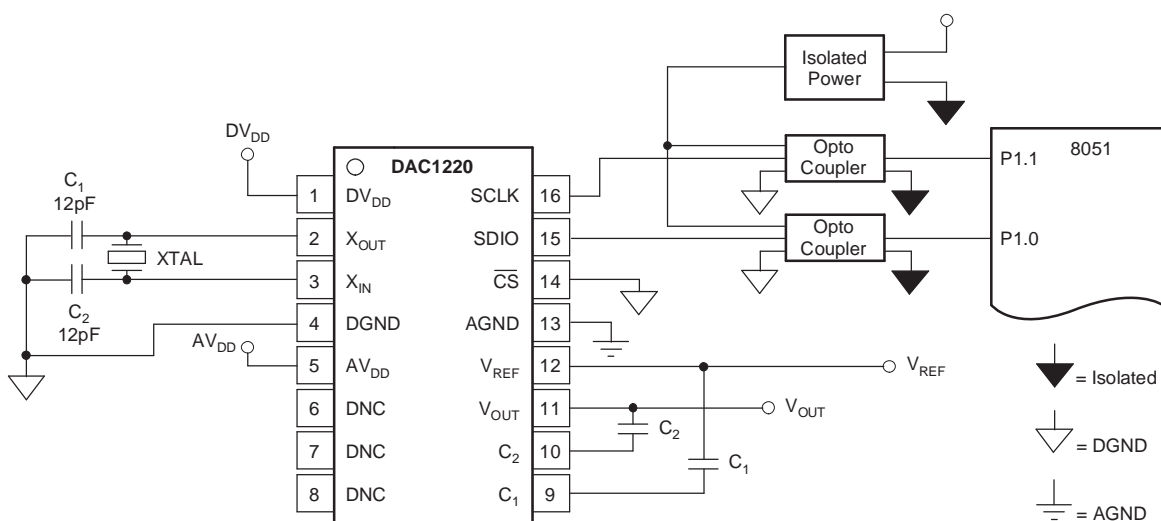 Isolated
Power
DV_DD
DAC1220
Opto
Coupler
8051
C_1
12pF
1 DV_DD SCLK 16
P1.1
2 X_OUT SDIO 15
Opto
Coupler
P1.0
XTAL
3 X_IN CS 14
C_2
12pF
4 DGND AGND 13
AV_DD
5 AV_DD V_REF 12
V_REF
= Isolated
6 DNC V_OUT 11
V_OUT
C_2
7 DNC C_2 10
= DGND
C_1
8 DNC C_1 9
= AGND